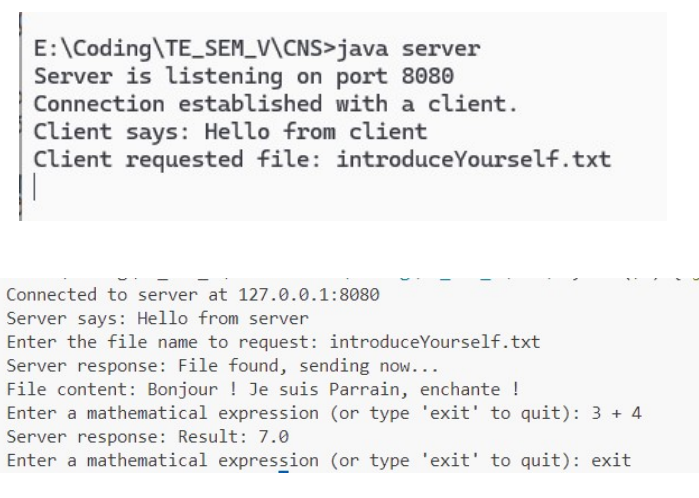 E:\Coding\TE_SEM_V\CNS>java server
Server is listening on port 8080
Connection established with a client.
Client says: Hello from client
Client requested file: introduceYourself.txt
Connected to server at 127.0.0.1:8080
Server says: Hello from server
Enter the file name to request: introduceYourself.txt
Server response: File found, sending now...
File content: Bonjour ! Je suis Parrain, enchante !
Enter a mathematical expression (or type 'exit' to quit): 3 + 4
Server response: Result: 7.0
Enter a mathematical expression (or type 'exit' to quit): exit